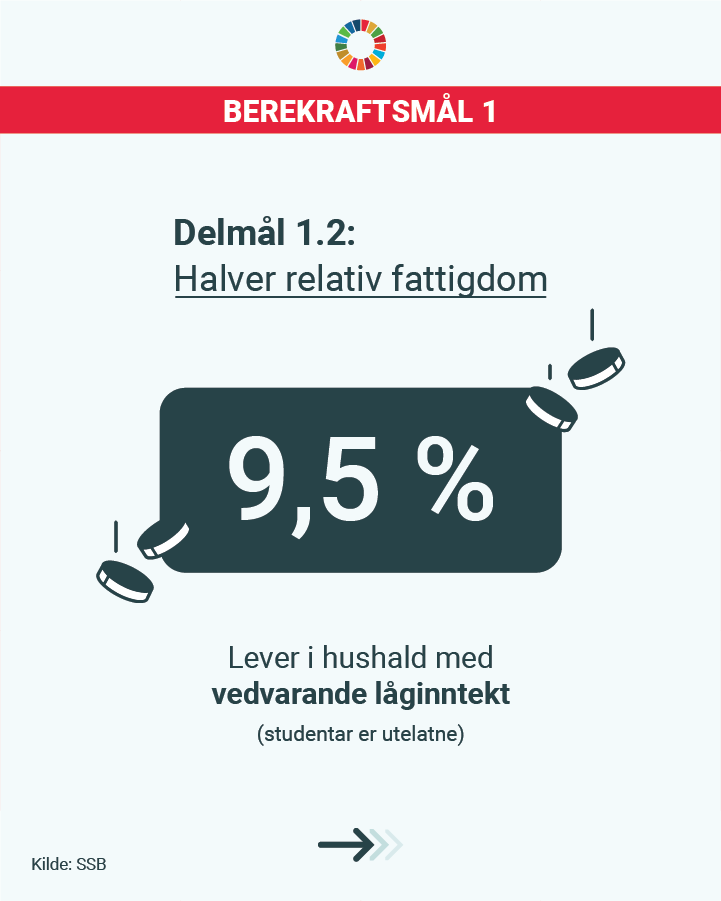 BEREKRAFTSMÅL 1
Delmål 1.2:
Halver relativ fattigdom
9,5 %
Lever i hushald med
vedvarande låginntekt
(studentar er utelatne)
Kilde: SSB